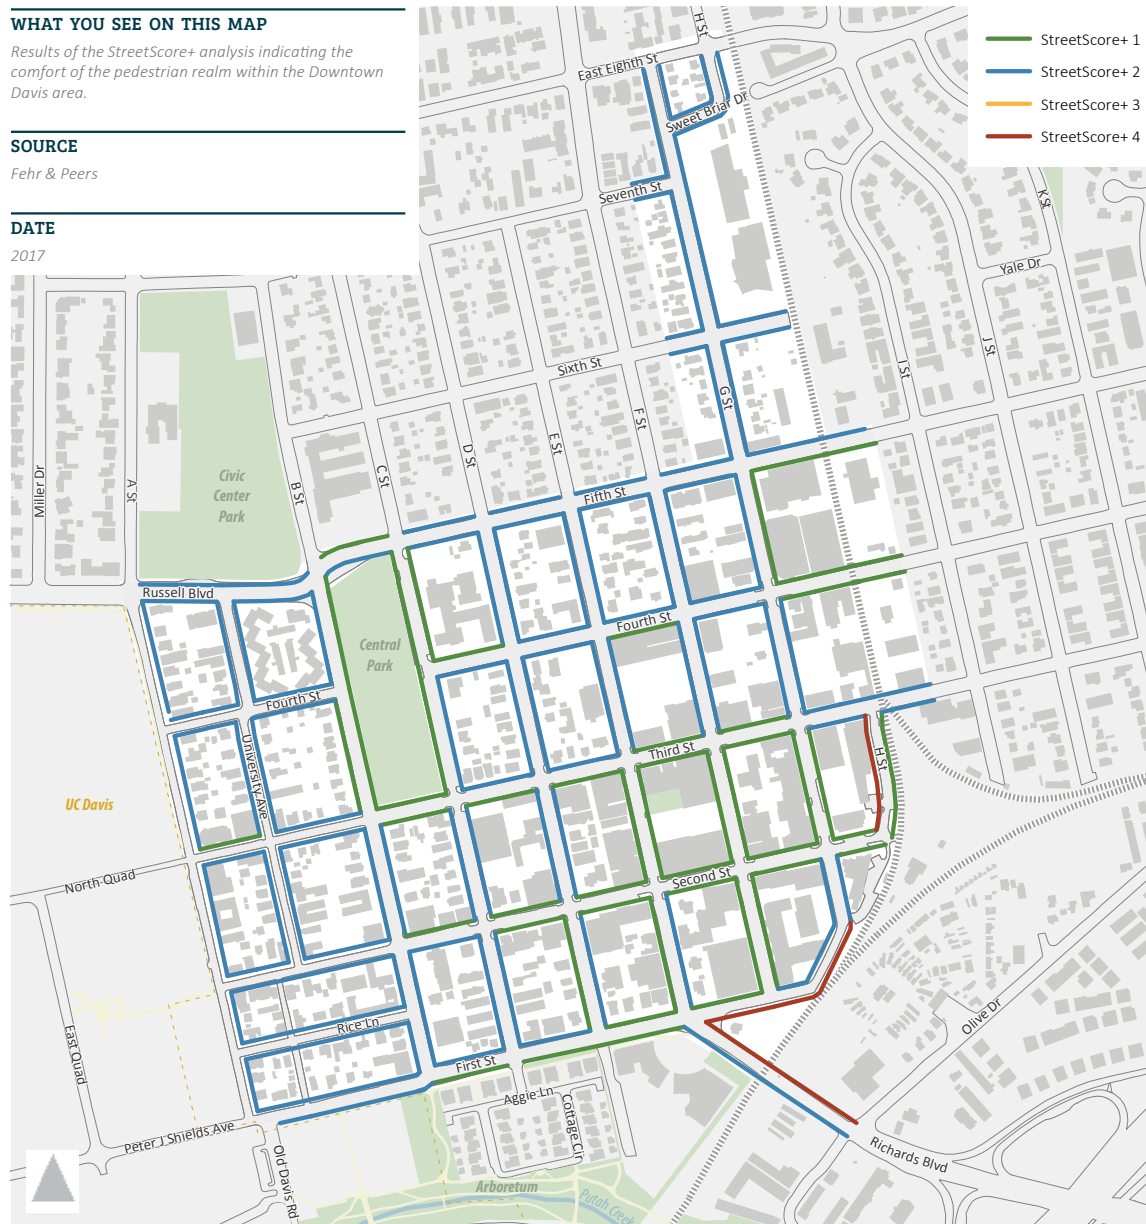 WHAT YOU SEE ON THIS MAP
Results of the StreetScore+ analysis indicating the
comfort of the pedestrian realm within the Downtown
Davis area.
SOURCE
Fehr & Peers
DATE
2017
StreetScore+ 1
StreetScore+ 2
StreetScore+ 3
StreetScore+ 4
H St
East Eighth St
Sweet Briar Dr
Seventh St
K St
Yale Dr
J St
I St
Sixth St
G St
F St
E St
D St
C St
B St
A St
Miller Dr
Civic
Center
Park
Fifth St
Russell Blvd
Fourth St
Central
Park
Fourth St
University Ave
Third St
H St
UC Davis
North Quad
Second St
East Quad
Rice Ln
First St
Olive Dr
Aggie Ln
Cottage Cir
Peter J Shields Ave
Old Davis Rd
Richards Blvd
Arboretum
Putah Creek